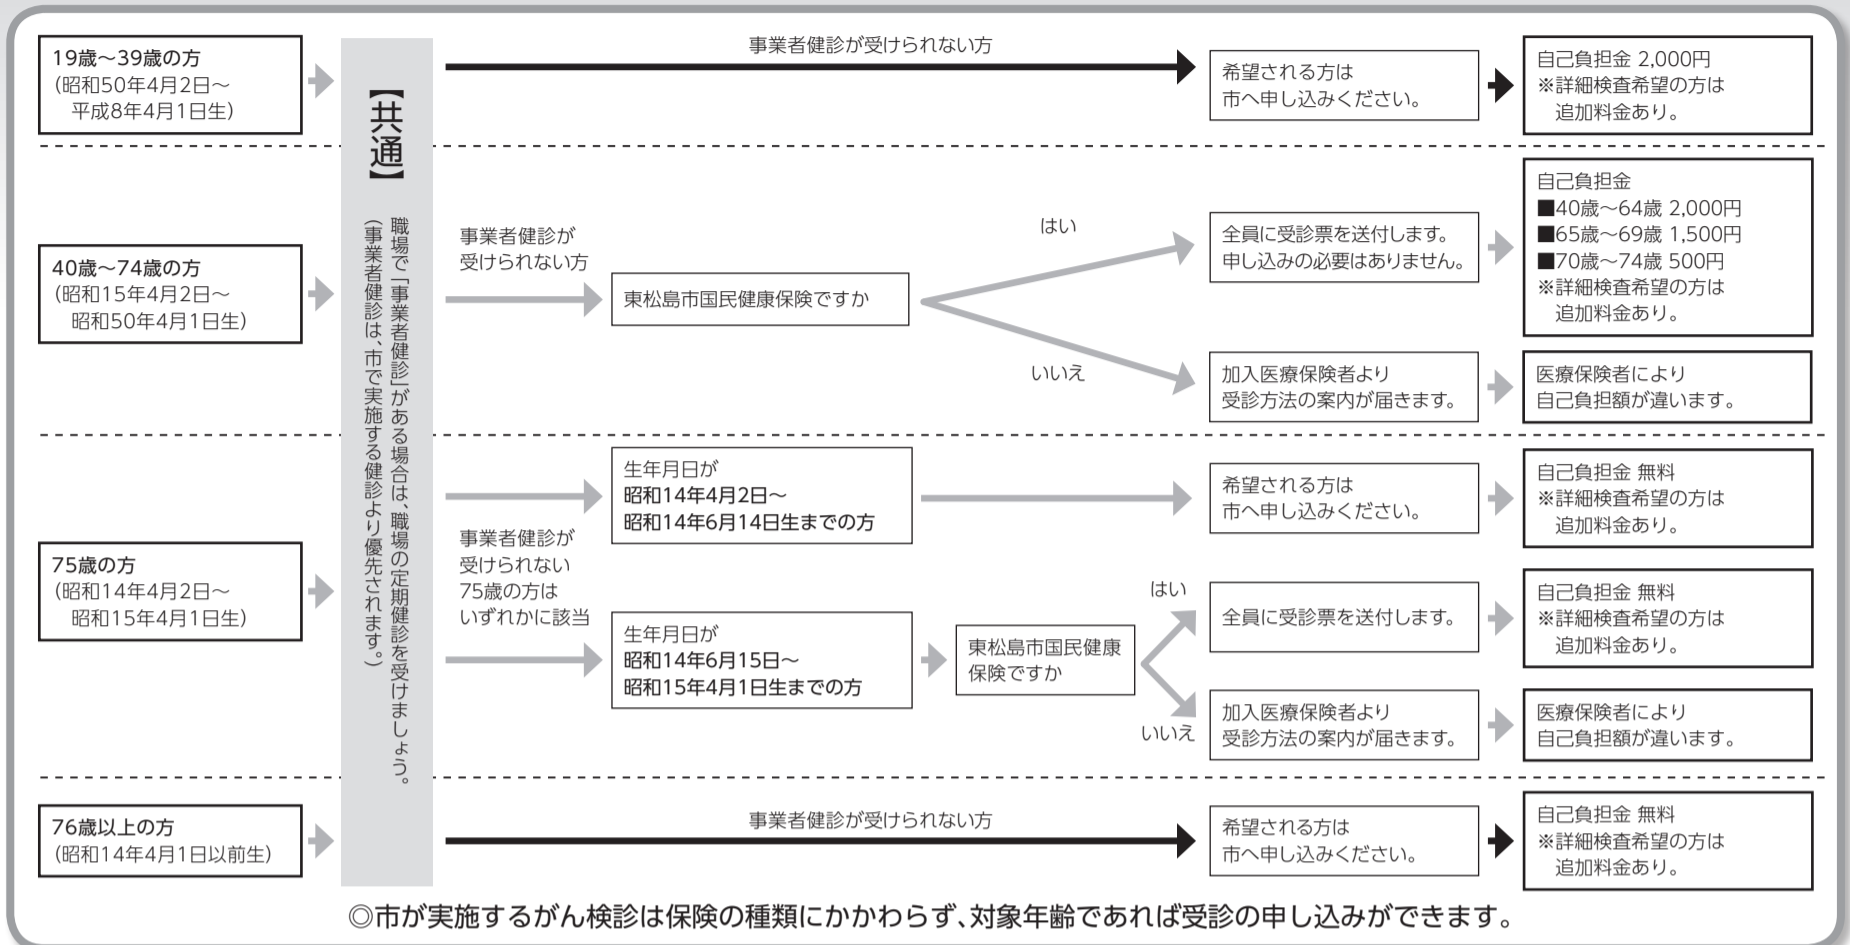 19歳～39歳の方
（昭和50年4月2日～
平成8年4月1日生）
【共通】
職場で「事業者健診」がある場合は、職場の定期健診を受けましょう。
（事業者健診は、市で実施する健診より優先されます。）
事業者健診が受けられない方
希望される方は
市へ申し込みください。
自己負担金 2,000円
※詳細検査希望の方は
追加料金あり。
40歳～74歳の方
（昭和15年4月2日～
昭和50年4月1日生）
事業者健診が
受けられない方
東松島市国民健康保険ですか
はい
全員に受診票を送付します。
申し込みの必要はありません。
自己負担金
■40歳～64歳 2,000円
■65歳～69歳 1,500円
■70歳～74歳 500円
※詳細検査希望の方は
追加料金あり。
いいえ
加入医療保険者より
受診方法の案内が届きます。
医療保険者により
自己負担額が違います。
75歳の方
（昭和14年4月2日～
昭和15年4月1日生）
事業者健診が
受けられない
75歳の方は
いずれかに該当
生年月日が
昭和14年4月2日～
昭和14年6月14日生までの方
希望される方は
市へ申し込みください。
自己負担金 無料
※詳細検査希望の方は
追加料金あり。
生年月日が
昭和14年6月15日～
昭和15年4月1日生までの方
東松島市国民健康
保険ですか
はい
全員に受診票を送付します。
自己負担金 無料
※詳細検査希望の方は
追加料金あり。
いいえ
加入医療保険者より
受診方法の案内が届きます。
医療保険者により
自己負担額が違います。
76歳以上の方
（昭和14年4月1日以前生）
事業者健診が受けられない方
希望される方は
市へ申し込みください。
自己負担金 無料
※詳細検査希望の方は
追加料金あり。
◎市が実施するがん検診は保険の種類にかかわらず、対象年齢であれば受診の申し込みができます。